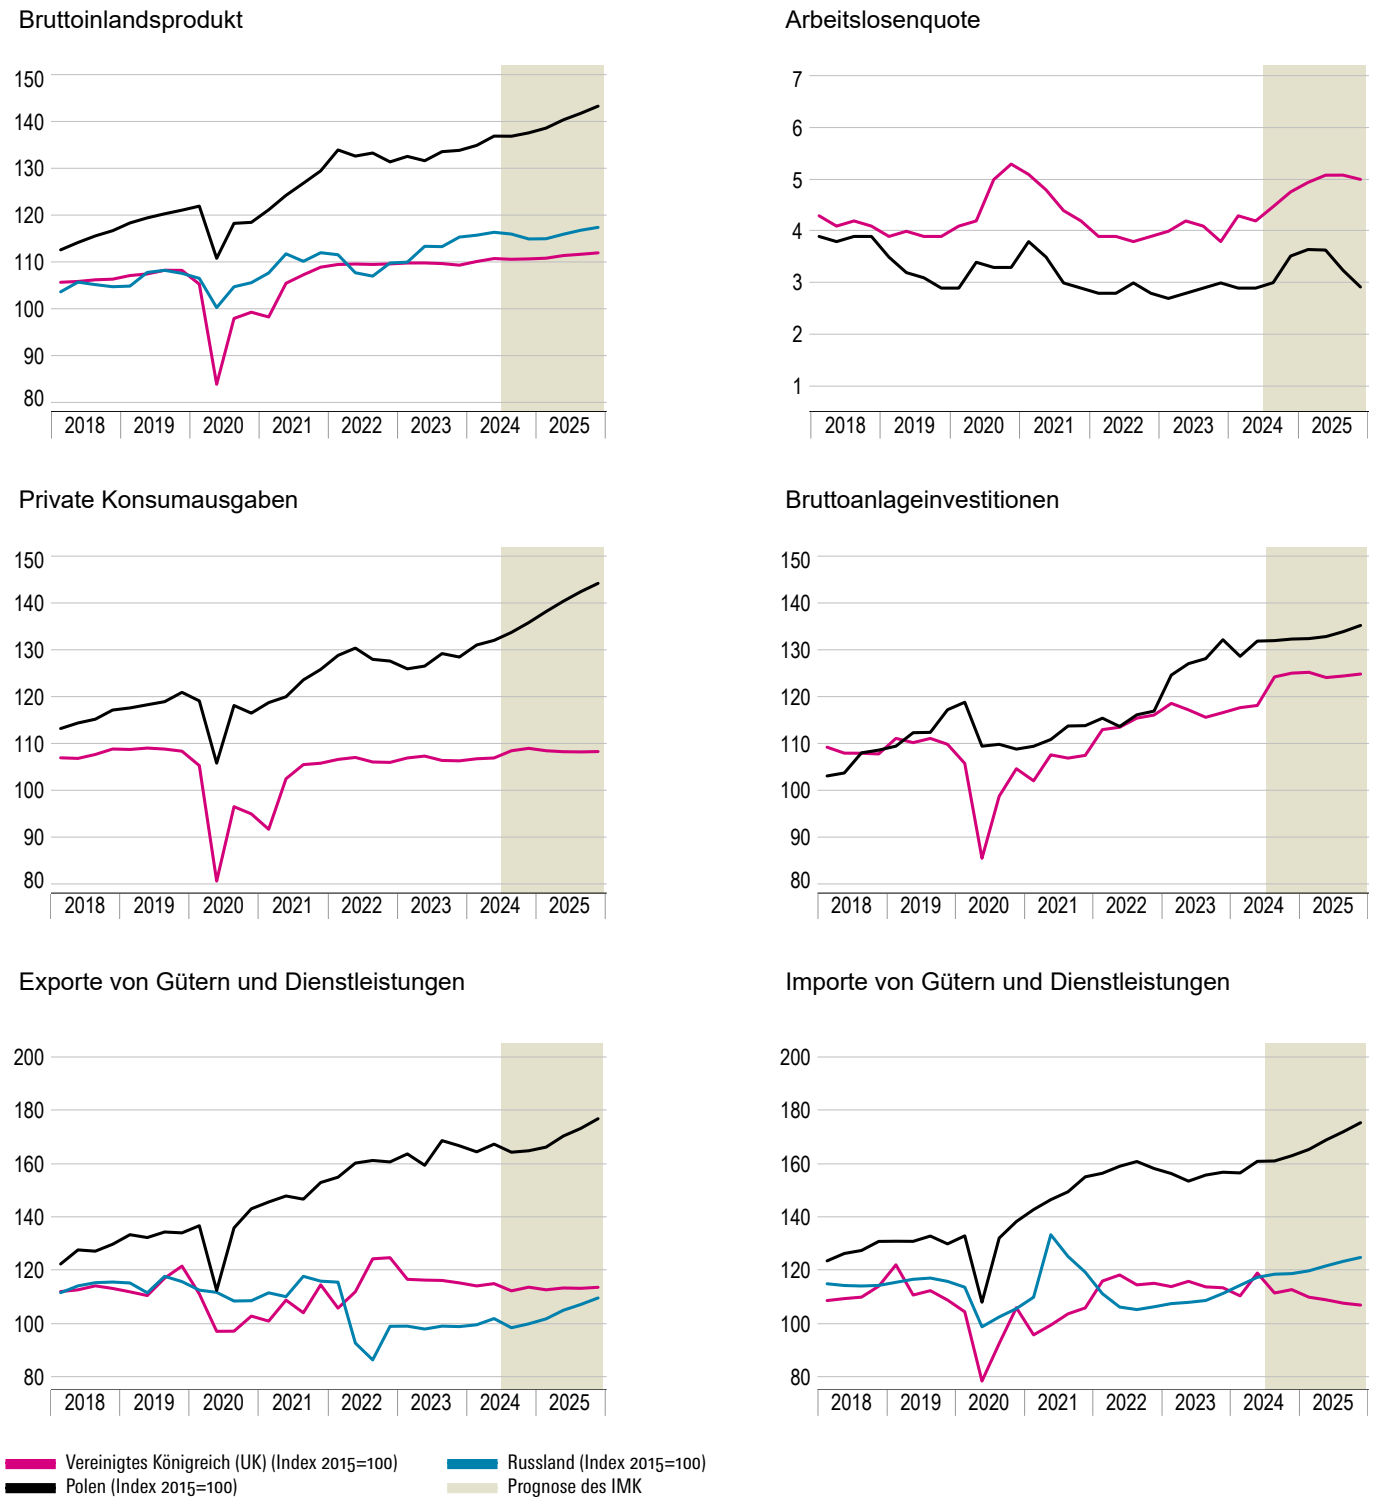 Bruttoinlandsprodukt
150
140
130
120
110
100
90
80
2018 2019 2020 2021 2022 2023 2024 2025
Arbeitslosenquote
7
6
5
4
3
2
1
2018 2019 2020 2021 2022 2023 2024 2025
Private Konsumausgaben
150
140
130
120
110
100
90
80
2018 2019 2020 2021 2022 2023 2024 2025
Bruttoanlageinvestitionen
150
140
130
120
110
100
90
80
2018 2019 2020 2021 2022 2023 2024 2025
Exporte von Gütern und Dienstleistungen
200
180
160
140
120
100
80
2018 2019 2020 2021 2022 2023 2024 2025
Importe von Gütern und Dienstleistungen
200
180
160
140
120
100
80
2018 2019 2020 2021 2022 2023 2024 2025
Vereinigtes Königreich (UK) (Index 2015=100)
Polen (Index 2015=100)
Russland (Index 2015=100)
Prognose des IMK